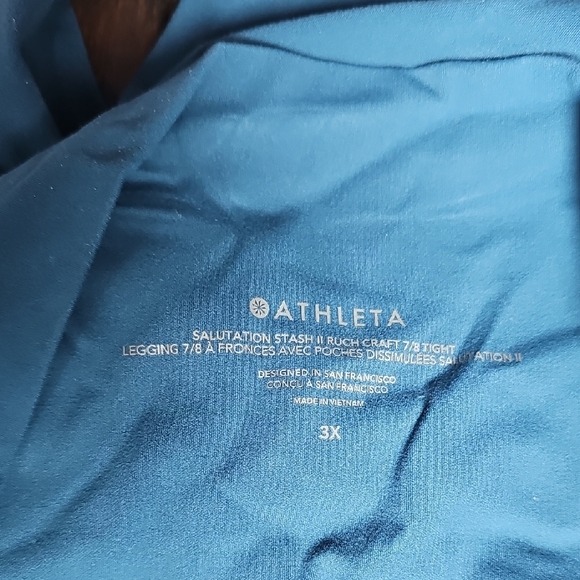 ATHLETA
SALUTATION STASH II RUCH CRAFT 7/8 TIGHT
LEGGING 7/8 À FRONCES AVEC POCHES DISSIMULÉES SALUTATION II
DESIGNED IN SAN FRANCISCO
CONÇU À SAN FRANCISCO
MADE IN VIETNAM
3X